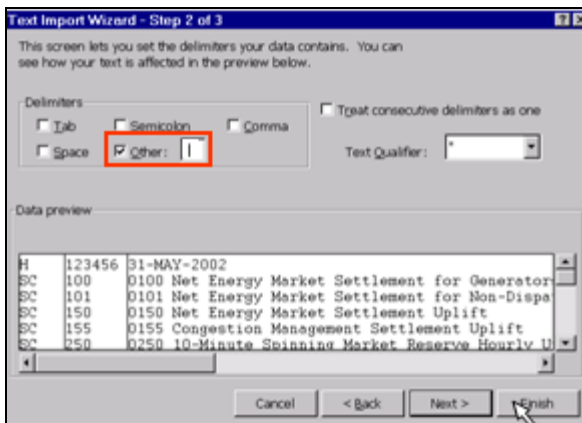 Text Import Wizard - Step 2 of 3
This screen lets you set the delimiters your data contains. You can
see how your text is affected in the preview below.
Delimiters
Tab Semicolon Comma
Space Other: |
Treat consecutive delimiters as one
Text Qualifier: "
Data preview
H 123456 31-MAY-2002
SC 100 0100 Net Energy Market Settlement for Generator
SC 101 0101 Net Energy Market Settlement for Non-Dispa
SC 150 0150 Net Energy Market Settlement Uplift
SC 155 0155 Congestion Management Settlement Uplift
SC 250 0250 10-Minute Spinning Market Reserve Hourly U
Cancel < Back Next > Finish